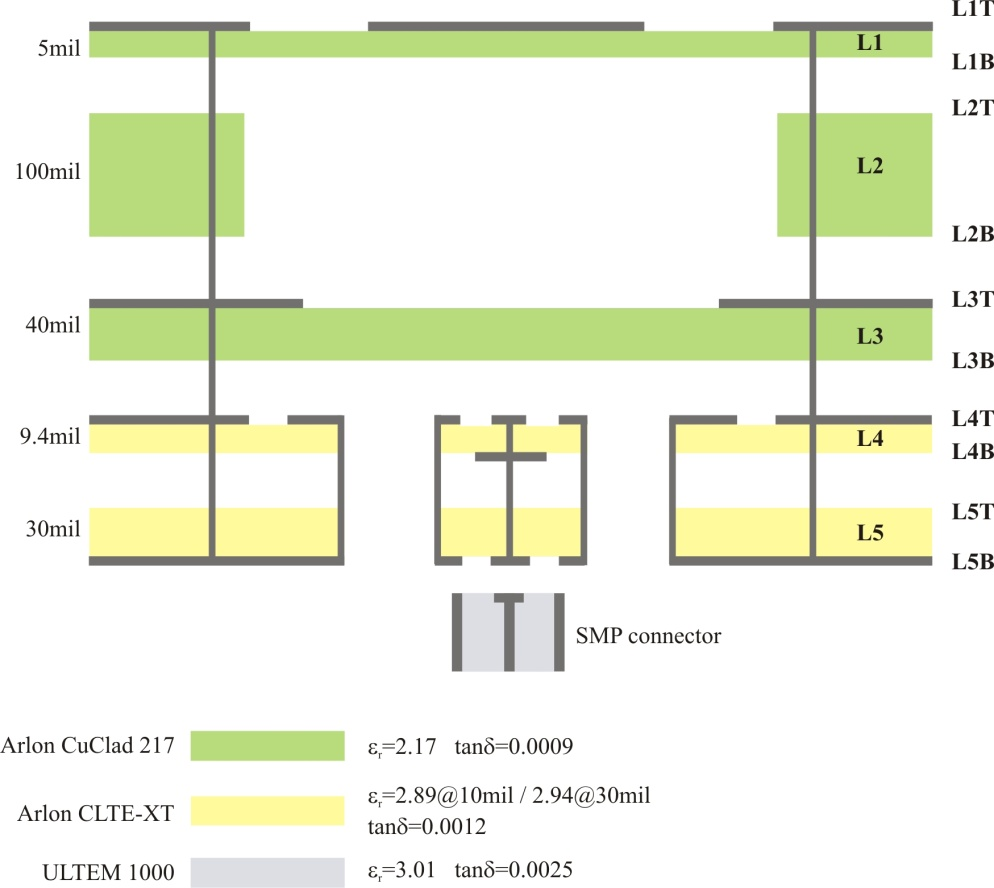 L1T
5mil
L1
L1B
L2T
100mil
L2
L2B
L3T
40mil
L3
L3B
L4T
9.4mil
L4
L4B
L5T
30mil
L5
L5B
SMP connector
Arlon CuClad 217
εr=2.17 tanδ=0.0009
Arlon CLTE-XT
εr=2.89@10mil / 2.94@30mil
tanδ=0.0012
ULTEM 1000
εr=3.01 tanδ=0.0025